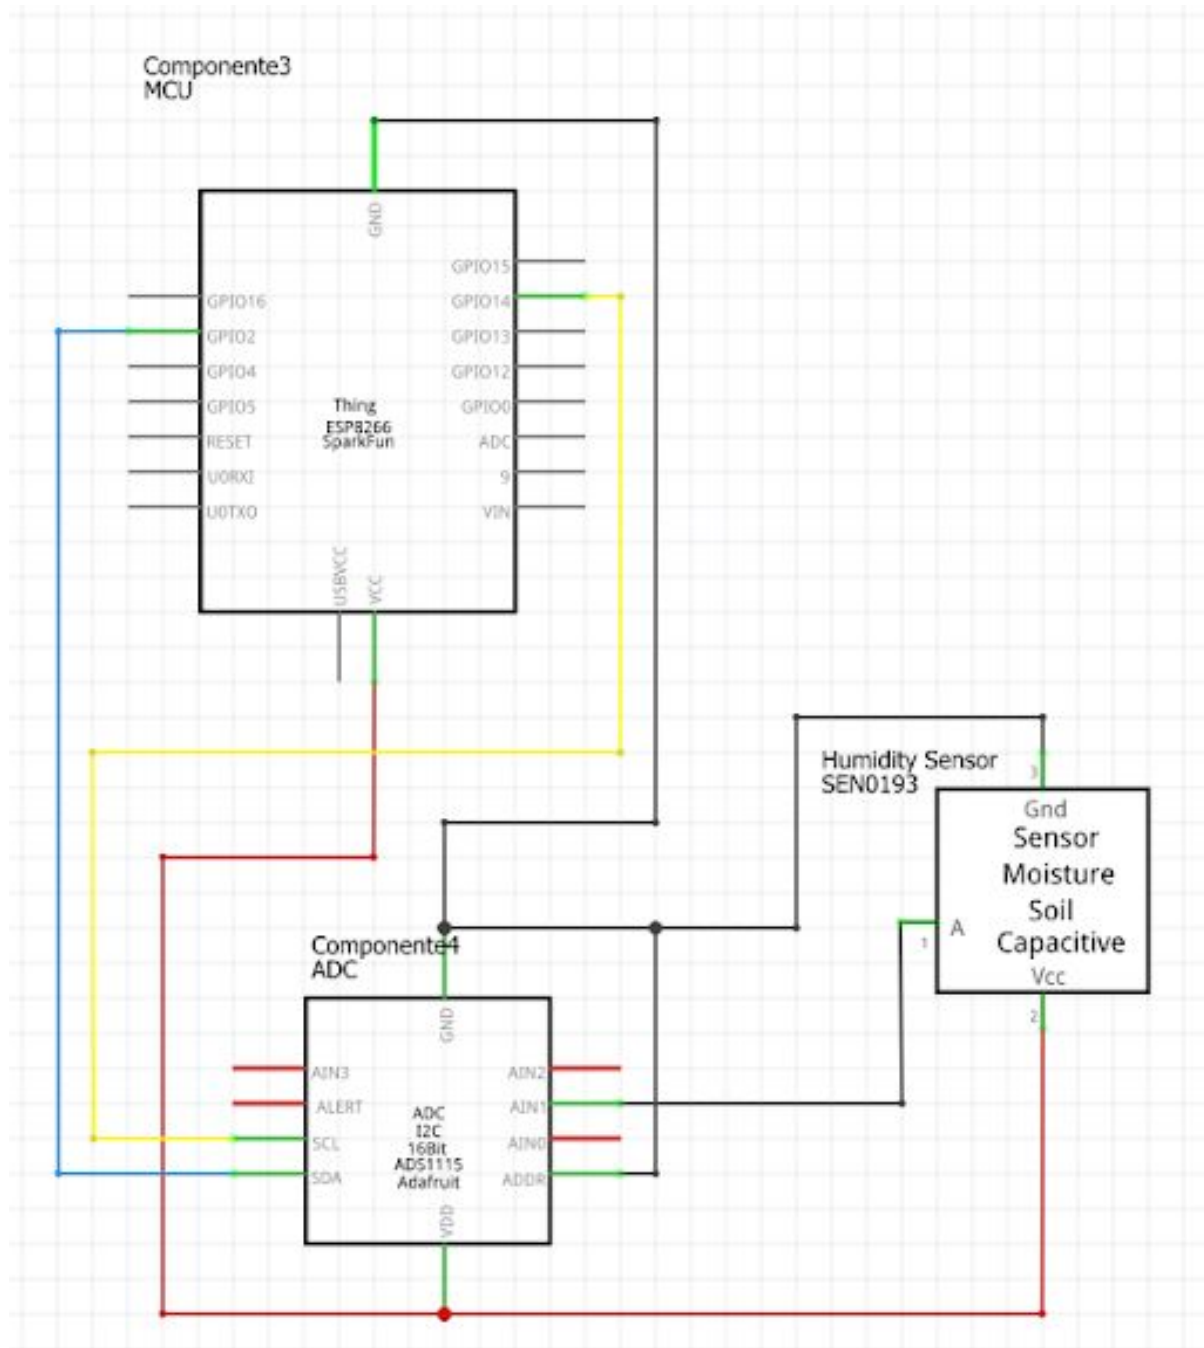 Componente3
MCU
GND
GPIO15
GPIO16
GPIO14
GPIO2
GPIO13
GPIO4
GPIO12
GPIO5
GPIO0
Thing
ESP8266
SparkFun
RESET
ADC
U0RXI
9
U0TXO
VIN
USBVCC
VCC
Humidity Sensor
SEN0193
3
Gnd
Sensor
Moisture
Soil
Capacitive
A
1
Vcc
2
Componente4
ADC
GND
AIN3
AIN2
ALERT
AIN1
ADC
I2C
16Bit
ADS1115
Adafruit
SCL
AIN0
SDA
ADDR
VDD